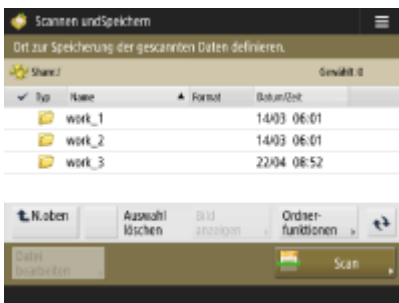 Scannen undSpeichern
Ort zur Speicherung der gescannten Daten definieren.
Share:/ Gewählt:0
Typ Name Format Datum/Zeit
work_1 14/03 06:01
work_2 14/03 06:01
work_3 22/04 08:52
N.oben Auswahl löschen Bild anzeigen Ordner-funktionen
Datei bearbeiten Scan